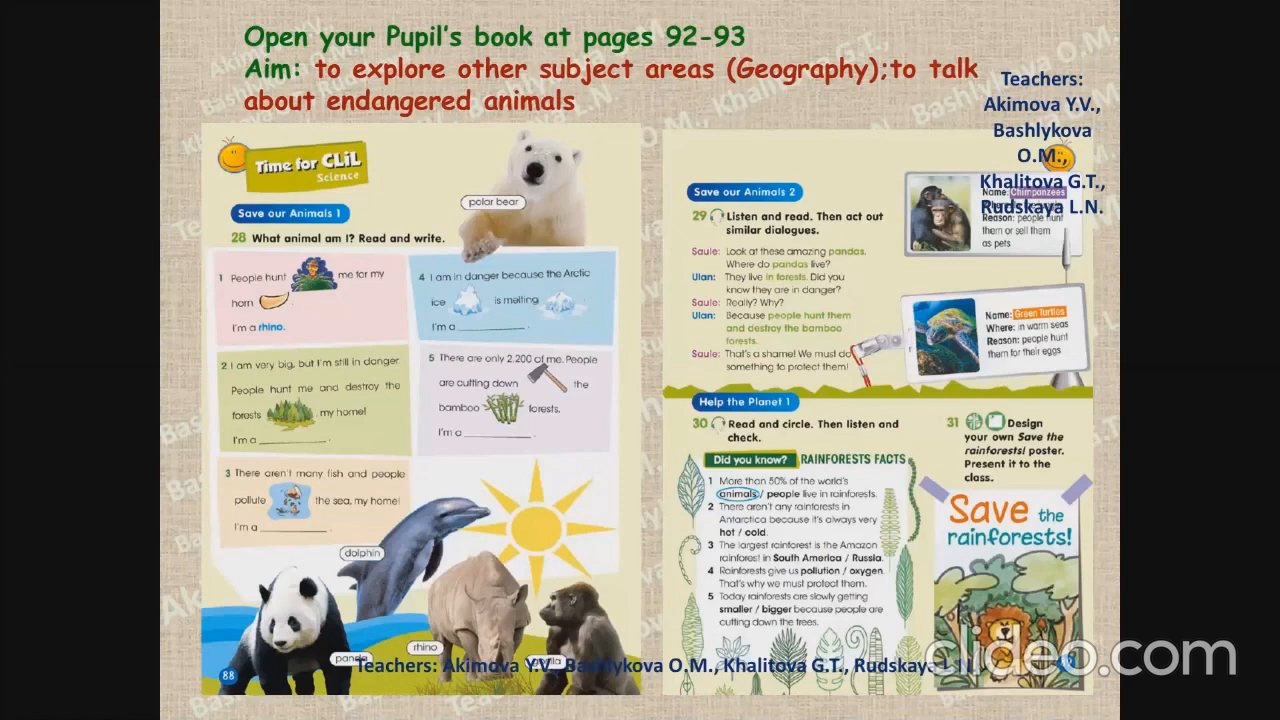 Open your Pupil's book at pages 92-93
Aim: to explore other subject areas (Geography);to talk
about endangered animals
Teachers:
Akimova Y.V.,
Bashlykova
O.M.,
Khalitova G.T.,
Rudskaya L.N.
Time for CLIL
Science
polar bear
Save our Animals 1
28 What animal am I? Read and write.
1 People hunt me for my
horn
I'm a rhino.
2 I am very big, but I'm still in danger.
People hunt me and destroy the
forests my home!
I'm a ____________.
3 There aren't many fish and people
pollute the sea, my home!
I'm a ____________.
4 I am in danger because the Arctic
ice is melting
I'm a ____________.
5 There are only 2.200 of me. People
are cutting down the
bamboo forests.
I'm a ____________.
dolphin
rhino
panda
88
Save our Animals 2
29 Listen and read. Then act out
similar dialogues.
Saule: Look at these amazing pandas.
Where do pandas live?
Ulan: They live in forests. Did you
know they are in danger?
Saule: Really? Why?
Ulan: Because people hunt them
and destroy the bamboo
forests.
Saule: That's a shame! We must do
something to protect them!
Name: Chimpanzees
Reason: people hunt
them or sell them
as pets
Name: Green Turtles
Where: in warm seas
Reason: people hunt
them for their eggs
Help the Planet 1
30 Read and circle. Then listen and
check.
Did you know? RAINFORESTS FACTS
1 More than 50% of the world's
animals / people live in rainforests.
2 There aren't any rainforests in
Antarctica because it's always very
hot / cold.
3 The largest rainforest is the Amazon
rainforest in South America / Russia.
4 Rainforests give us pollution / oxygen.
That's why we must protect them.
5 Today rainforests are slowly getting
smaller / bigger because people are
cutting down the trees.
31 Design
your own Save the
rainforests! poster.
Present it to the
class.
Save the
rainforests!
Teachers: Akimova Y.V., Bashlykova O.M., Khalitova G.T., Rudskaya L.N.
clideo.com